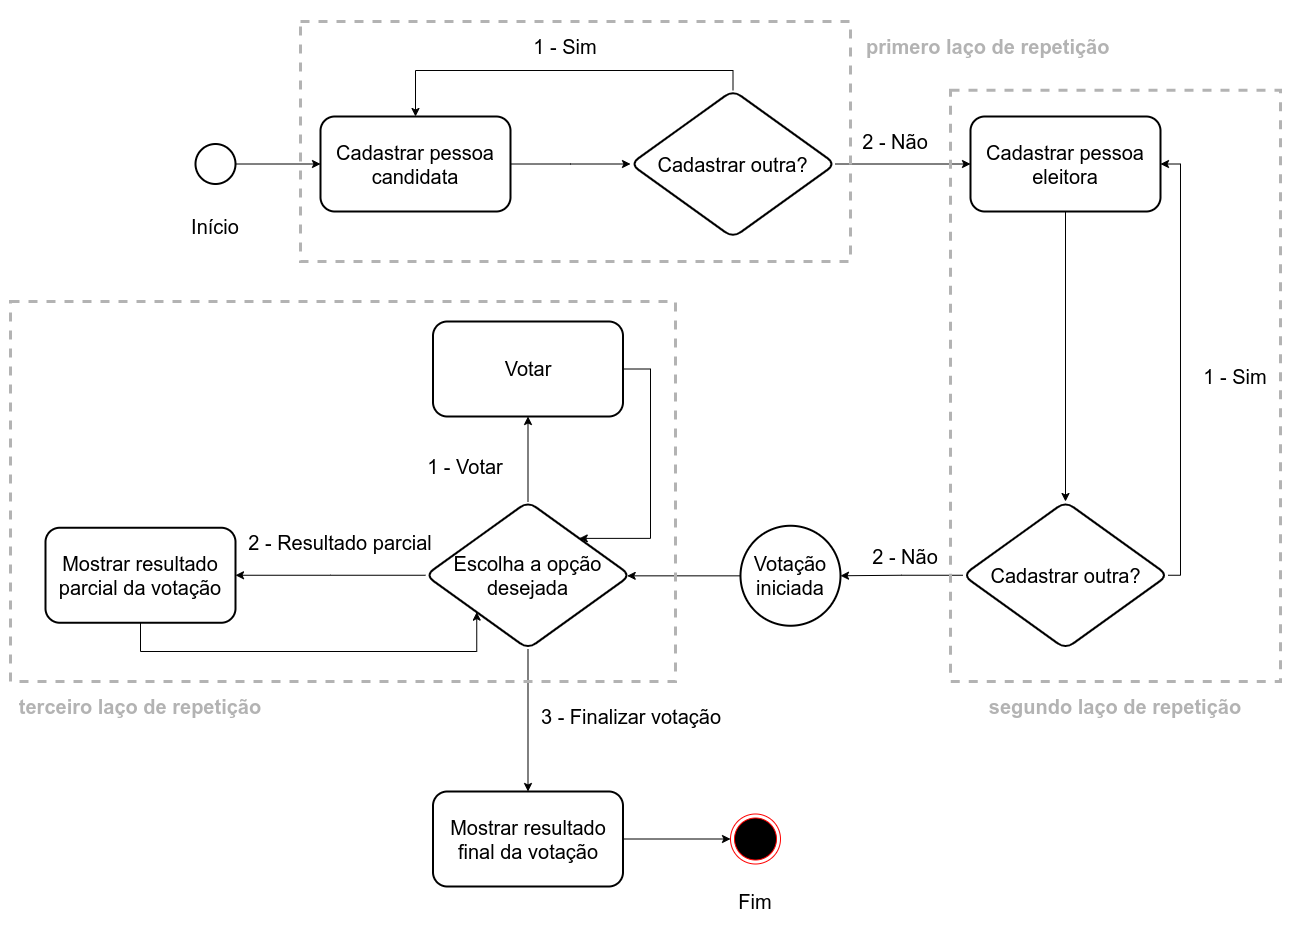 1 - Sim
primero laço de repetição
Cadastrar pessoa
candidata
Cadastrar outra?
2 - Não
Cadastrar pessoa
eleitora
Início
Votar
1 - Sim
1 - Votar
2 - Resultado parcial
Mostrar resultado
parcial da votação
Escolha a opção
desejada
Votação
iniciada
2 - Não
Cadastrar outra?
terceiro laço de repetição
3 - Finalizar votação
segundo laço de repetição
Mostrar resultado
final da votação
Fim